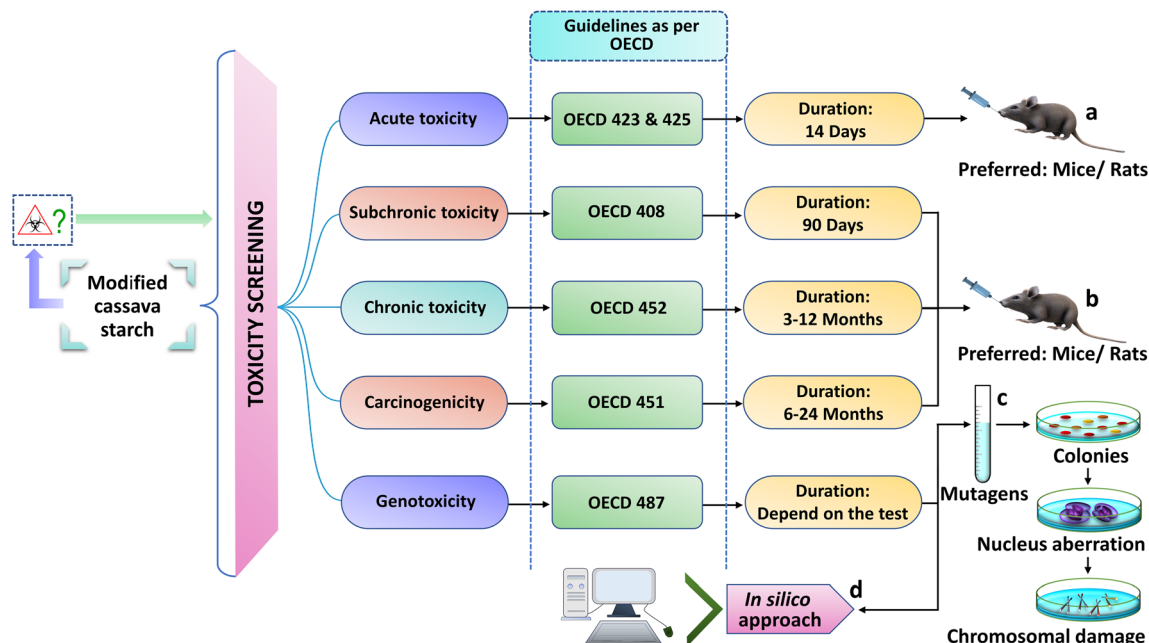 Guidelines as per
OECD
Acute toxicity
OECD 423 & 425
Duration:
14 Days
a
Preferred: Mice/ Rats
Subchronic toxicity
OECD 408
Duration:
90 Days
?
Modified
cassava
starch
TOXICITY SCREENING
Chronic toxicity
OECD 452
Duration:
3-12 Months
b
Preferred: Mice/ Rats
Carcinogenicity
OECD 451
Duration:
6-24 Months
c
Colonies
Mutagens
Genotoxicity
OECD 487
Duration:
Depend on the test
Nucleus aberration
In silico
approach
d
Chromosomal damage